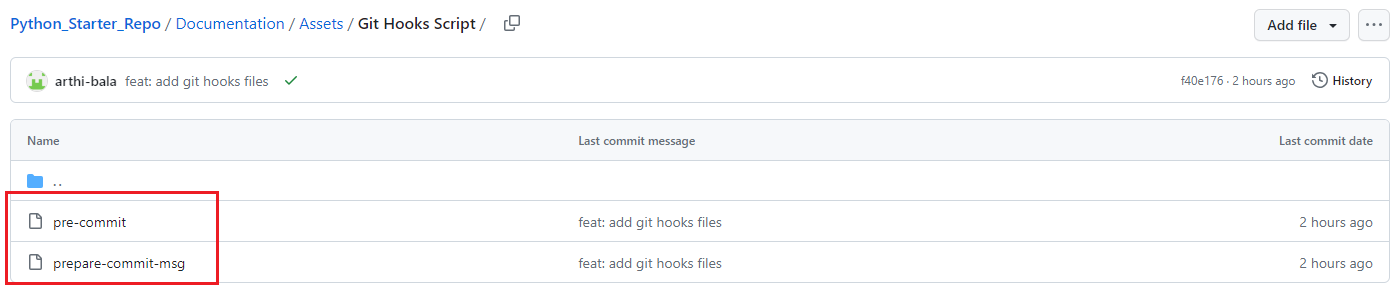 Python_Starter_Repo / Documentation / Assets / Git Hooks Script /
Add file
arthi-bala feat: add git hooks files
f40e176 · 2 hours ago History
Name Last commit message Last commit date
..
pre-commit feat: add git hooks files 2 hours ago
prepare-commit-msg feat: add git hooks files 2 hours ago